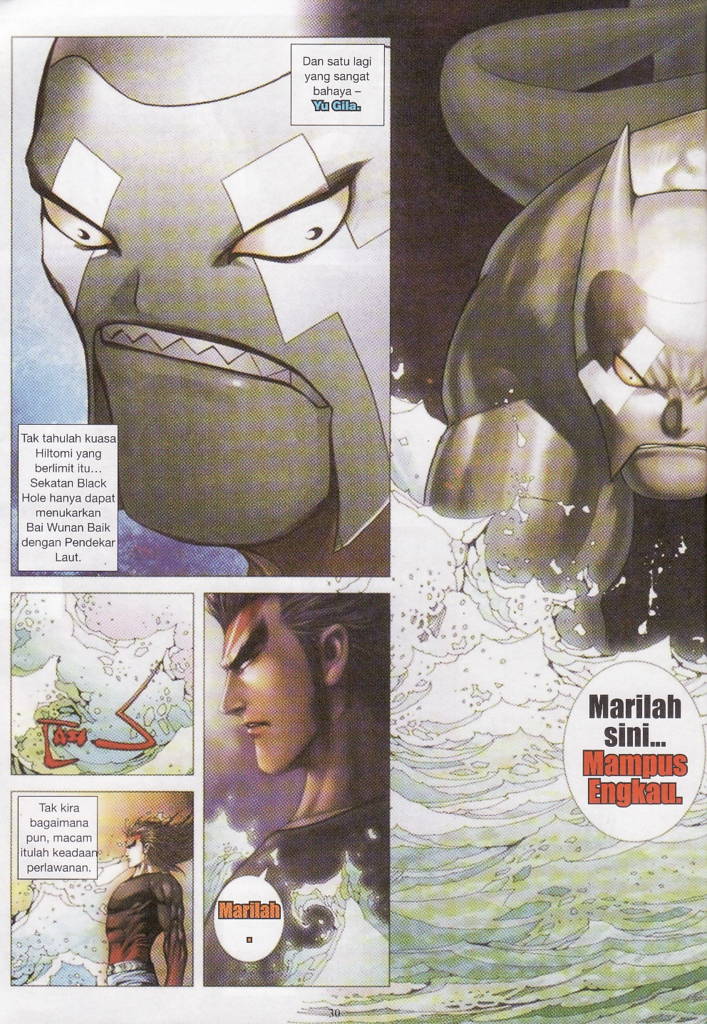 Dan satu lagi
yang sangat
bahaya –
Yu Gila.
Tak tahulah kuasa
Hiltomi yang
berlimit itu...
Sekatan Black
Hole hanya dapat
menukarkan
Bai Wunan Baik
dengan Pendekar
Laut.
Marilah
sini...
Mampus
Engkau.
Tak kira
bagaimana
pun, macam
itulah keadaan
perlawanan.
Marilah
.
30